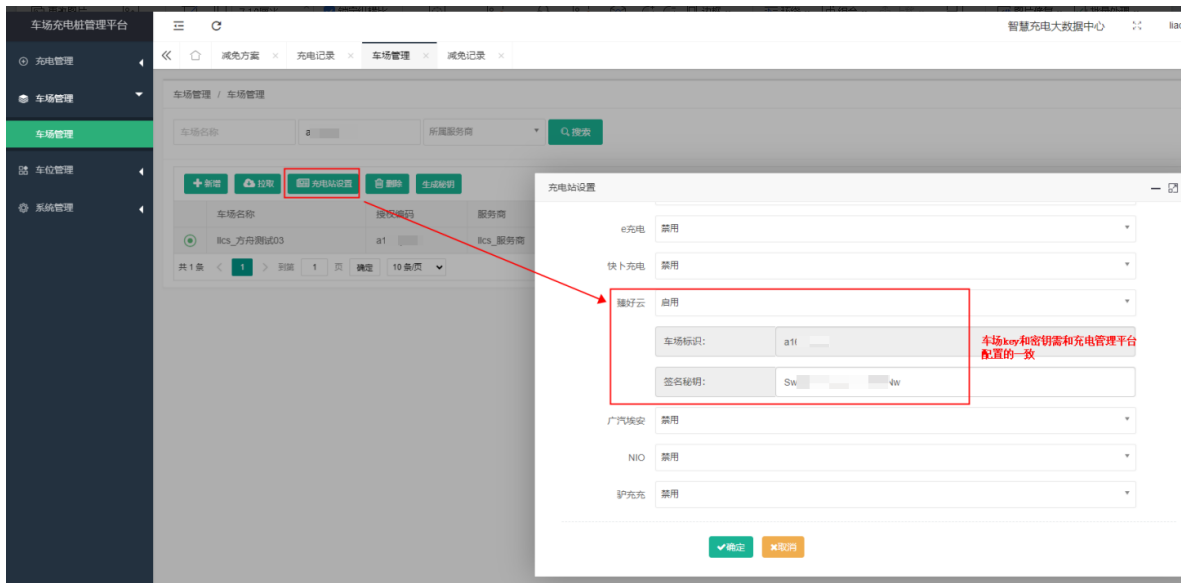 车场充电桩管理平台
智慧充电大数据中心
充电管理
车场管理
车场管理
车位管理
系统管理
减免方案 × 充电记录 × 车场管理 × 减免记录 ×
车场管理 / 车场管理
车场名称 a 所属服务商 搜索
新增 拉取 充电站设置 删除 生成秘钥
车场名称 授权编码 服务商
llcs_方舟测试03 a1 llcs_服务商
共1条 < 1 > 到第 1 页 确定 10 条/页
充电站设置
e充电 禁用
快卜充电 禁用
臻好云 启用
车场标识: a1
签名秘钥: Sw
车场key和密钥需和充电管理平台
配置的一致
广汽埃安 禁用
NIO 禁用
驴充充 禁用
确定 取消